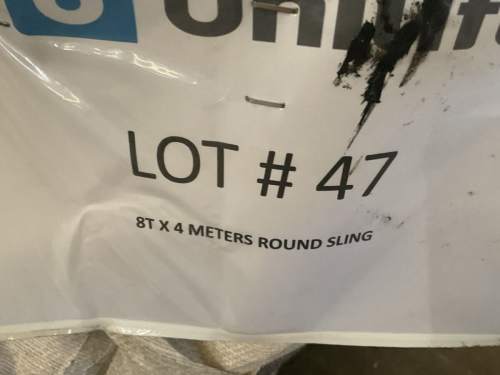 LOT # 47
8T X 4 METERS ROUND SLING